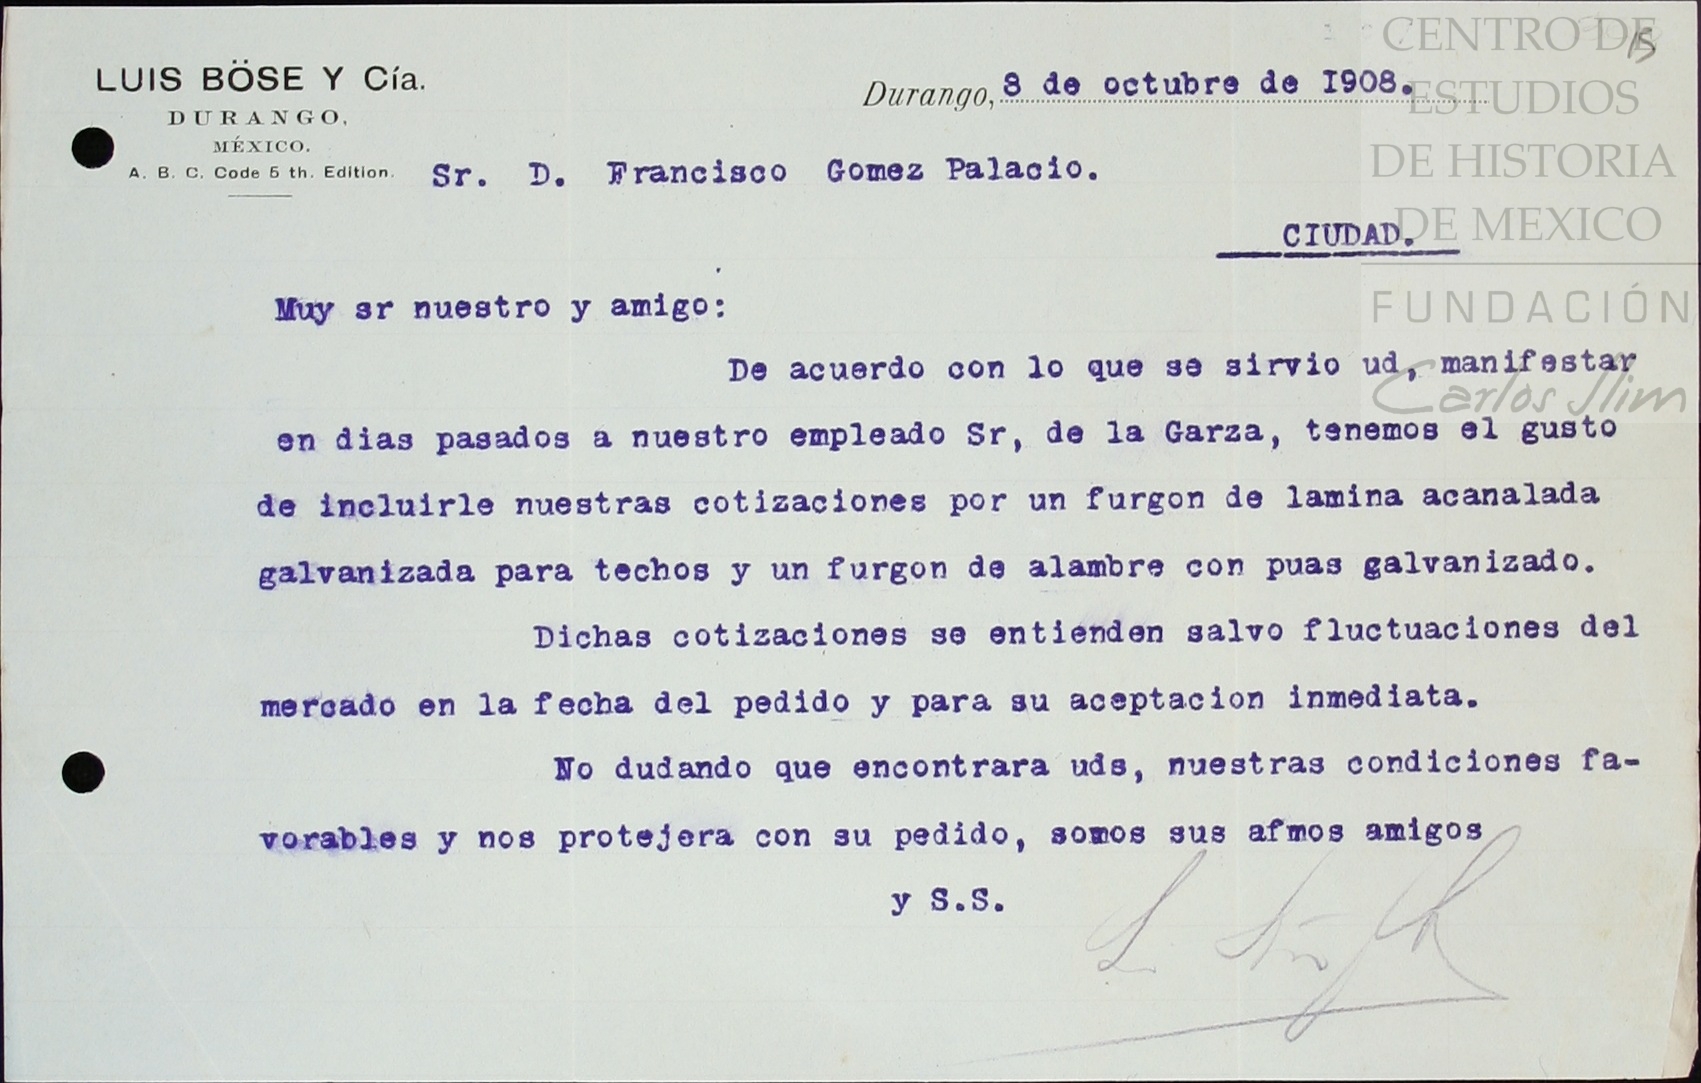 LUIS BÖSE Y Cía.
DURANGO,
MÉXICO.
A. B. C. Code 5 th. Edition.
Durango, 8 de octubre de I908.
15
Sr. D. Francisco Gomez Palacio.
CIUDAD.
Muy sr nuestro y amigo:
De acuerdo con lo que se sirvio ud, manifestar
en dias pasados a nuestro empleado Sr, de la Garza, tenemos el gusto
de incluirle nuestras cotizaciones por un furgon de lamina acanalada
galvanizada para techos y un furgon de alambre con puas galvanizado.
Dichas cotizaciones se entienden salvo fluctuaciones del
mercado en la fecha del pedido y para su aceptacion inmediata.
No dudando que encontrara uds, nuestras condiciones fa-
vorables y nos protejera con su pedido, somos sus afmos amigos
y S.S.
CENTRO DE
ESTUDIOS
DE HISTORIA
DE MEXICO
FUNDACIÓN
Carlos Slim